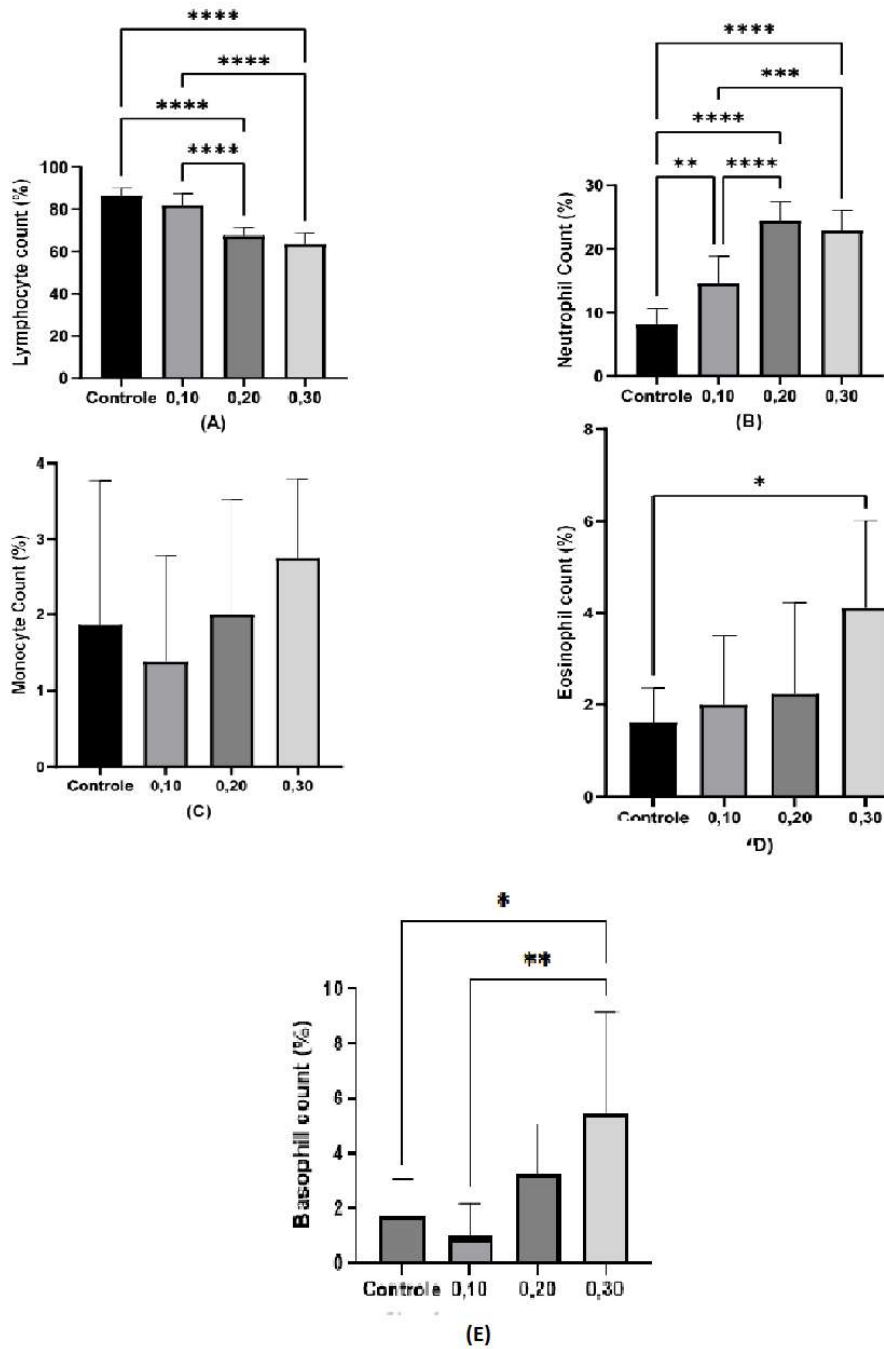 ****
****
****
****
Lymphocyte count (%)
100
80
60
40
20
0
Controle 0,10 0,20 0,30
(A)
****
***
****
** ****
Neutrophil Count (%)
30
20
10
0
Controle 0,10 0,20 0,30
(B)
Monocyte Count (%)
4
3
2
1
0
Controle 0,10 0,20 0,30
(C)
*
Eosinophil count (%)
8
6
4
2
0
Controle 0,10 0,20 0,30
(D)
*
**
Basophill count (%)
10
8
6
4
2
0
Controle 0,10 0,20 0,30
(E)